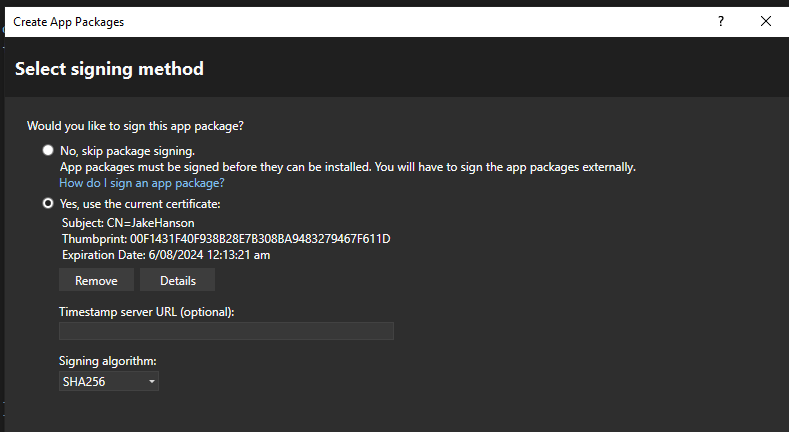 Create App Packages
Select signing method
Would you like to sign this app package?
No, skip package signing.
App packages must be signed before they can be installed. You will have to sign the app packages externally.
How do I sign an app package?
Yes, use the current certificate:
Subject: CN=JakeHanson
Thumbprint: 00F1431F40F938B28E7B308BA9483279467F611D
Expiration Date: 6/08/2024 12:13:21 am
Remove Details
Timestamp server URL (optional):
Signing algorithm:
SHA256